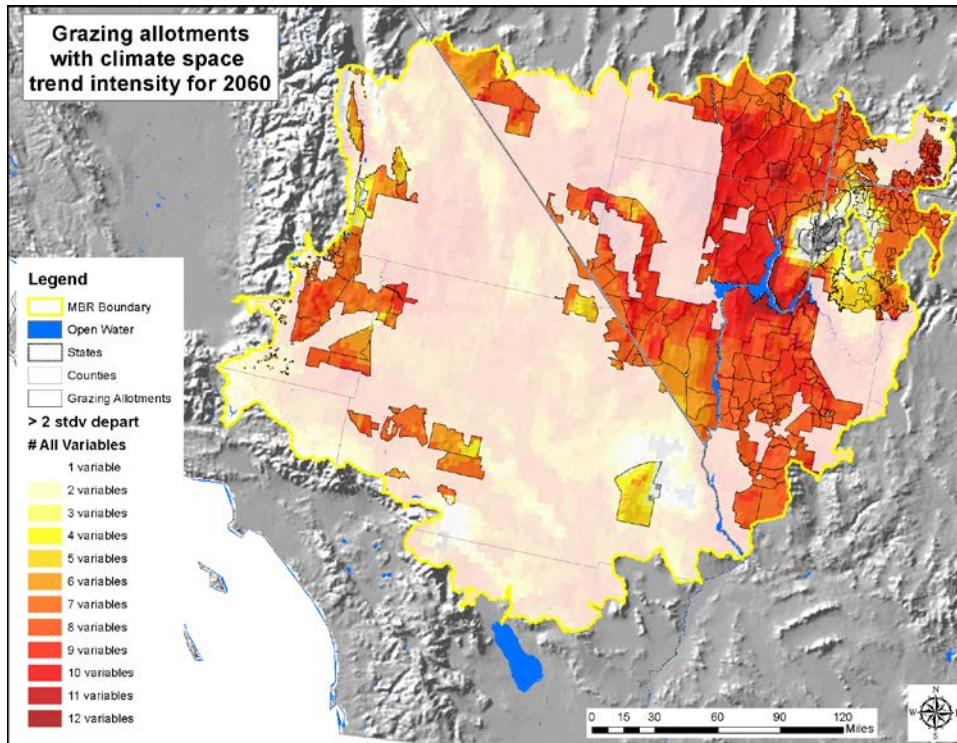 Grazing allotments
with climate space
trend intensity for 2060
Legend
MBR Boundary
Open Water
States
Counties
Grazing Allotments
> 2 stdv depart
# All Variables
1 variable
2 variables
3 variables
4 variables
5 variables
6 variables
7 variables
8 variables
9 variables
10 variables
11 variables
12 variables
0 15 30 60 90 120
Miles
N
W E
S